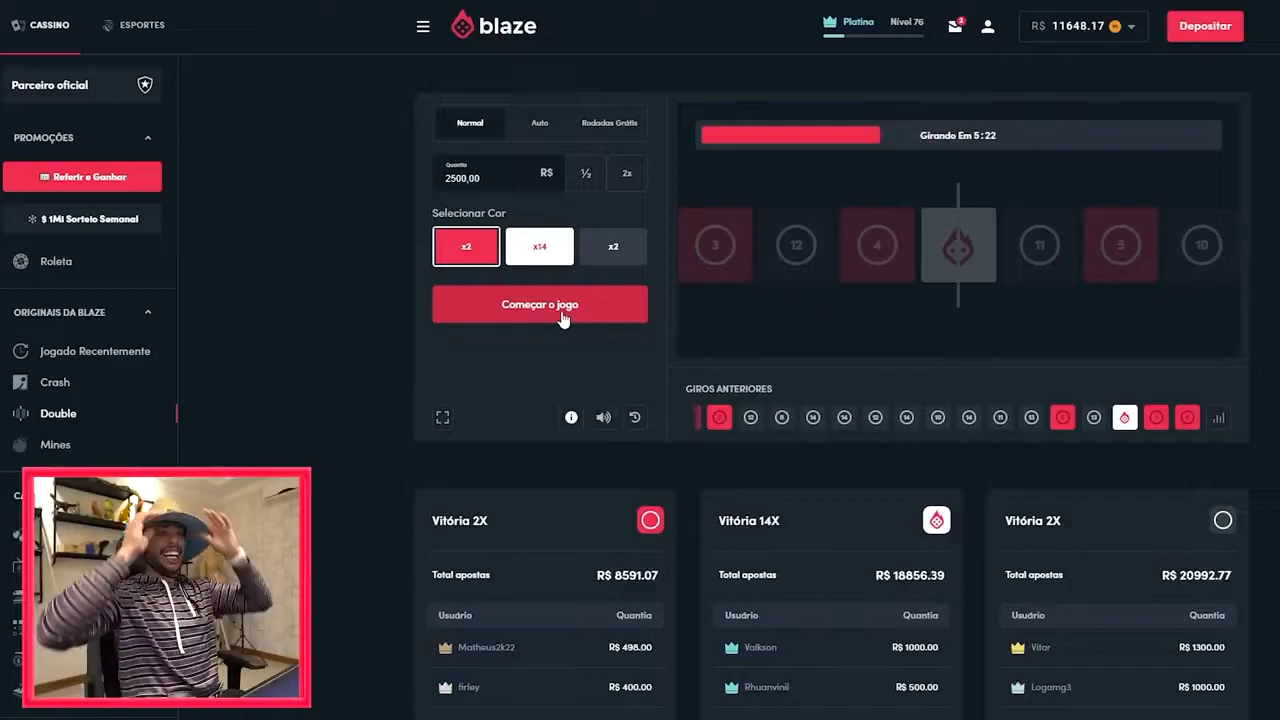 CASSINO
ESPORTES
blaze
Platina
Nível 76
2
R$ 11648.17
Depositar
Parceiro oficial
PROMOÇÕES
Referir e Ganhar
$ 1Mi Sorteio Semanal
Roleta
ORIGINAIS DA BLAZE
Jogado Recentemente
Crash
Double
Mines
Normal
Auto
Rodadas Grátis
Quantia
2500,00
R$
½
2x
Selecionar Cor
x2
x14
x2
Começar o jogo
Girando Em 5:22
3
12
4
11
5
10
GIROS ANTERIORES
Vitória 2X
Total apostas
R$ 8591.07
Usuário
Quantia
Matheus2k22
R$ 498.00
firley
R$ 400.00
Vitória 14X
Total apostas
R$ 18856.39
Usuário
Quantia
Valkson
R$ 1000.00
Rhuanvinii
R$ 500.00
Vitória 2X
Total apostas
R$ 20992.77
Usuário
Quantia
Vitor
R$ 1300.00
Logamg3
R$ 1000.00